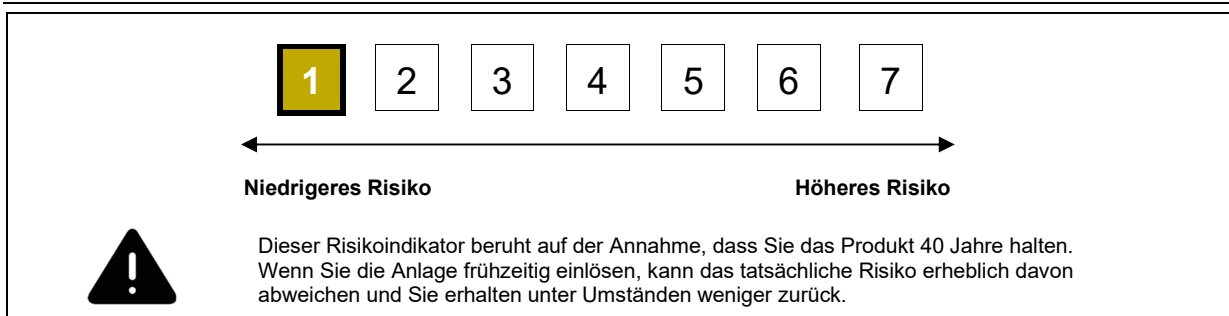 1 2 3 4 5 6 7
Niedrigeres Risiko Höheres Risiko
Dieser Risikoindikator beruht auf der Annahme, dass Sie das Produkt 40 Jahre halten.
Wenn Sie die Anlage frühzeitig einlösen, kann das tatsächliche Risiko erheblich davon
abweichen und Sie erhalten unter Umständen weniger zurück.